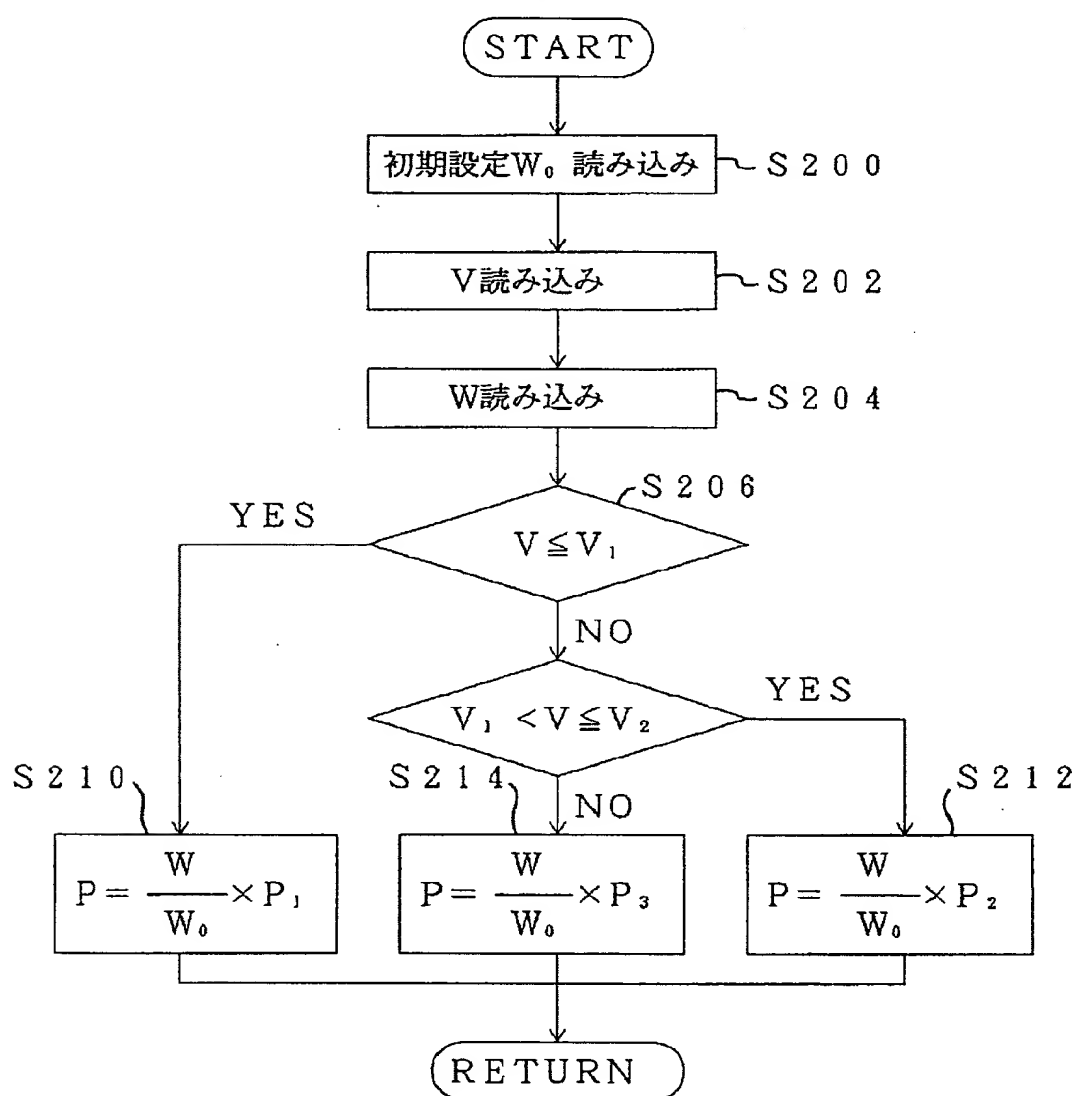 START
初期設定W₀ 読み込み
S200
V読み込み
S202
W読み込み
S204
S206
YES
V≦V₁
NO
YES
V₁ <V≦V₂
S210
S214
NO
S212
P=W/W₀×P₁
P=W/W₀×P₃
P=W/W₀×P₂
RETURN